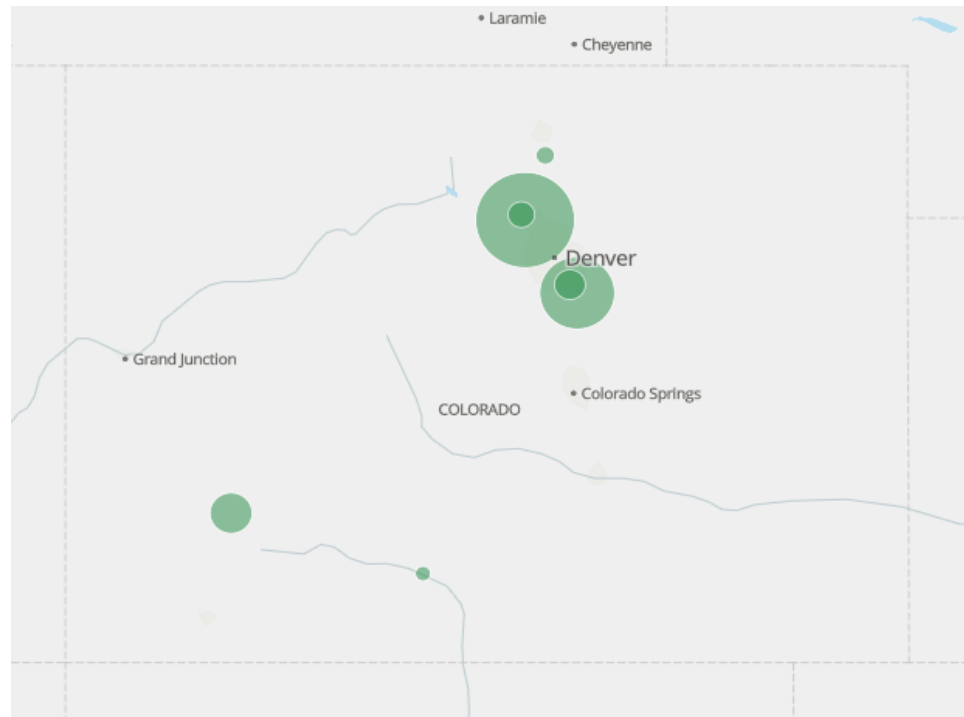 Laramie
Cheyenne
Denver
Grand Junction
Colorado Springs
COLORADO